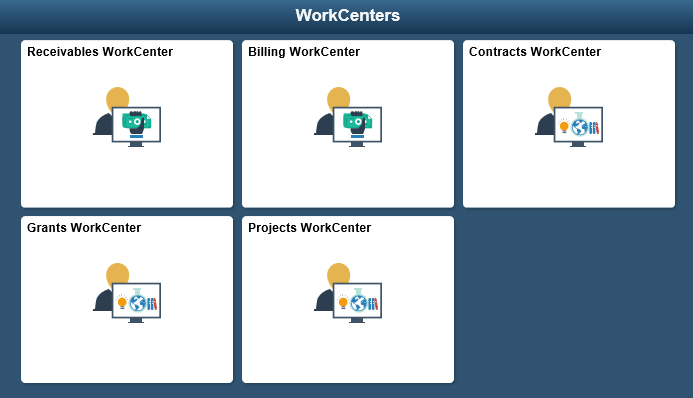 WorkCenters
Receivables WorkCenter
Billing WorkCenter
Contracts WorkCenter
Grants WorkCenter
Projects WorkCenter